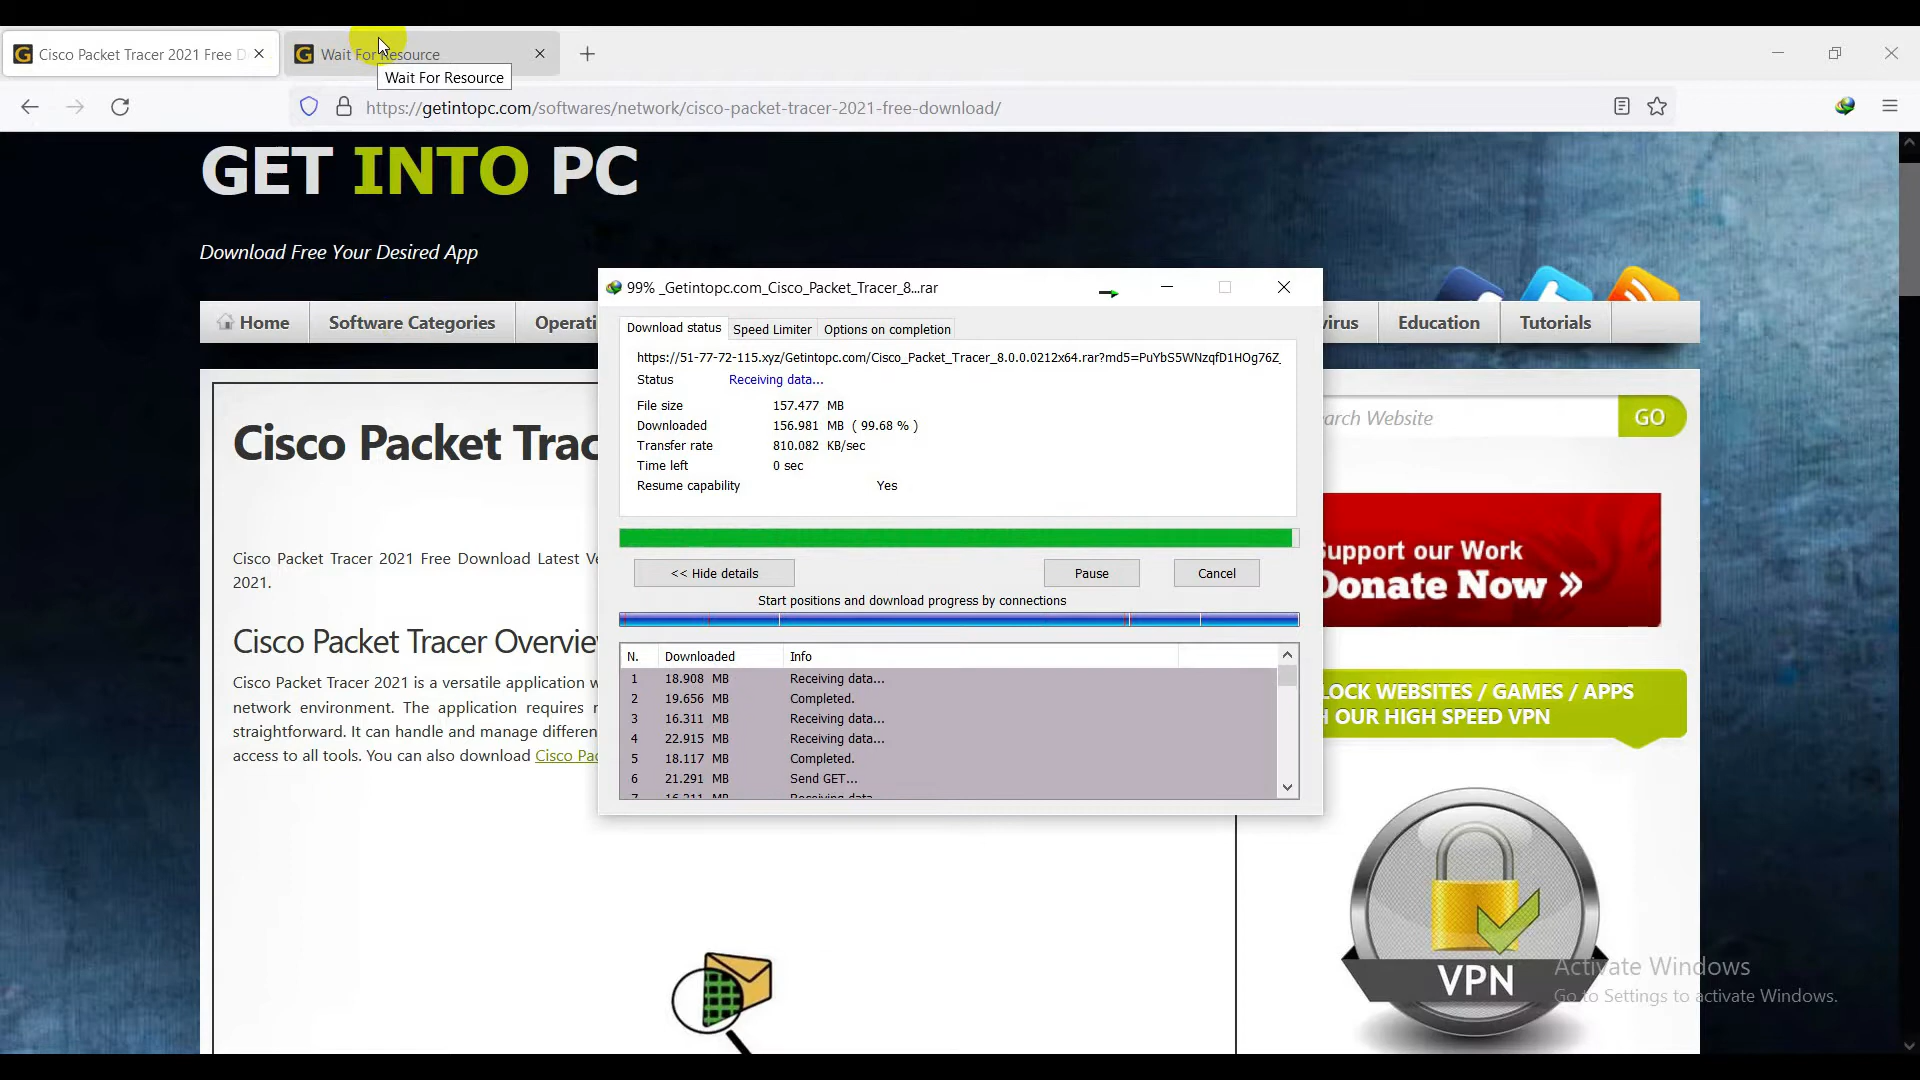 Cisco Packet Tracer 2021 Free D
Wait For Resource
Wait For Resource
https://getintopc.com/softwares/network/cisco-packet-tracer-2021-free-download/
GET INTO PC
Download Free Your Desired App
Home
Software Categories
Operati
virus
Education
Tutorials
99% _Getintopc.com_Cisco_Packet_Tracer_8...rar
Download status
Speed Limiter
Options on completion
https://51-77-72-115.xyz/Getintopc.com/Cisco_Packet_Tracer_8.0.0.0212x64.rar?md5=PuYbS5WNzqfD1HOg76Z_
Status Receiving data...
File size 157.477 MB
Downloaded 156.981 MB ( 99.68 % )
Transfer rate 810.082 KB/sec
Time left 0 sec
Resume capability Yes
<< Hide details
Pause
Cancel
Start positions and download progress by connections
N. Downloaded Info
1 18.908 MB Receiving data...
2 19.656 MB Completed.
3 16.311 MB Receiving data...
4 22.915 MB Receiving data...
5 18.117 MB Completed.
6 21.291 MB Send GET...
Cisco Packet Trac
Cisco Packet Tracer 2021 Free Download Latest Ve
2021.
Cisco Packet Tracer Overvie
Cisco Packet Tracer 2021 is a versatile application w
network environment. The application requires
straightforward. It can handle and manage differen
access to all tools. You can also download Cisco Pac
arch Website
GO
Support our Work
Donate Now »
LOCK WEBSITES / GAMES / APPS
OUR HIGH SPEED VPN
VPN
Activate Windows
Go to Settings to activate Windows.